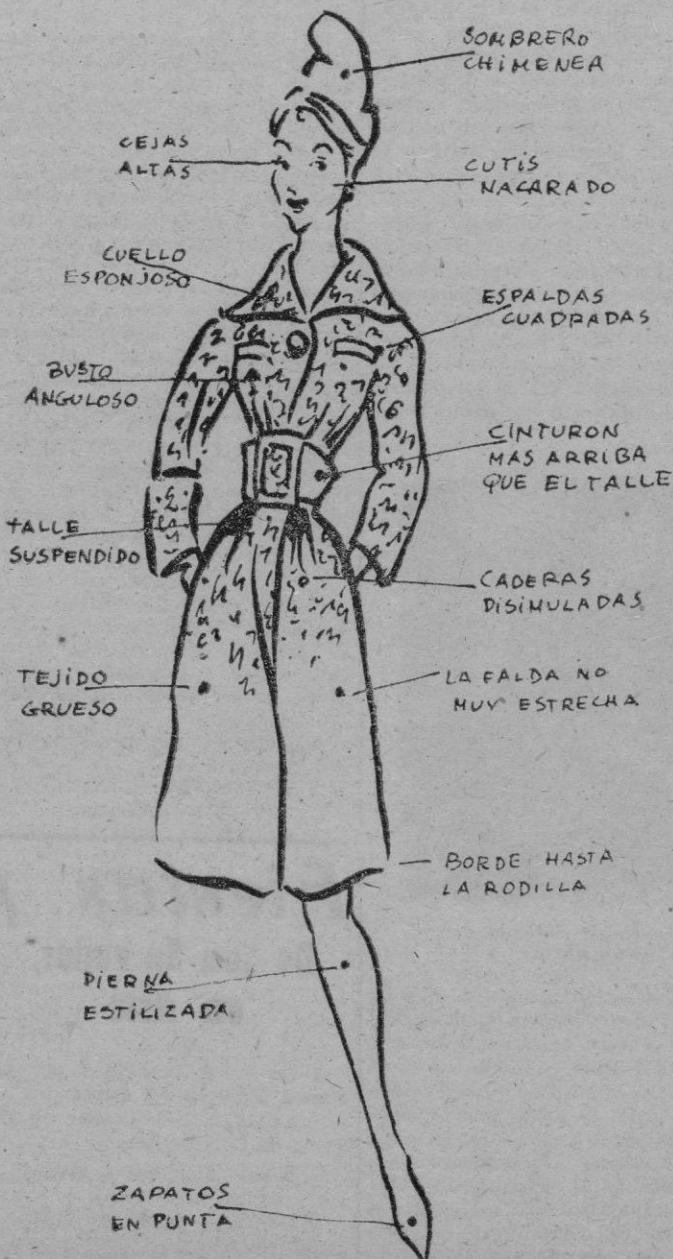 SOMBRERO
CHIMENEA
CEJAS
ALTAS
CUTIS
NACARADO
CUELLO
ESPONJOSO
ESPALDAS
CUADRADAS
BUSTO
ANGULOSO
CINTURON
MAS ARRIBA
QUE EL TALLE
TALLE
SUSPENDIDO
CADERAS
DISIMULADAS
TEJIDO
GRUESO
LA FALDA NO
MUY ESTRECHA
BORDE HASTA
LA RODILLA
PIERNA
ESTILIZADA
ZAPATOS
EN PUNTA